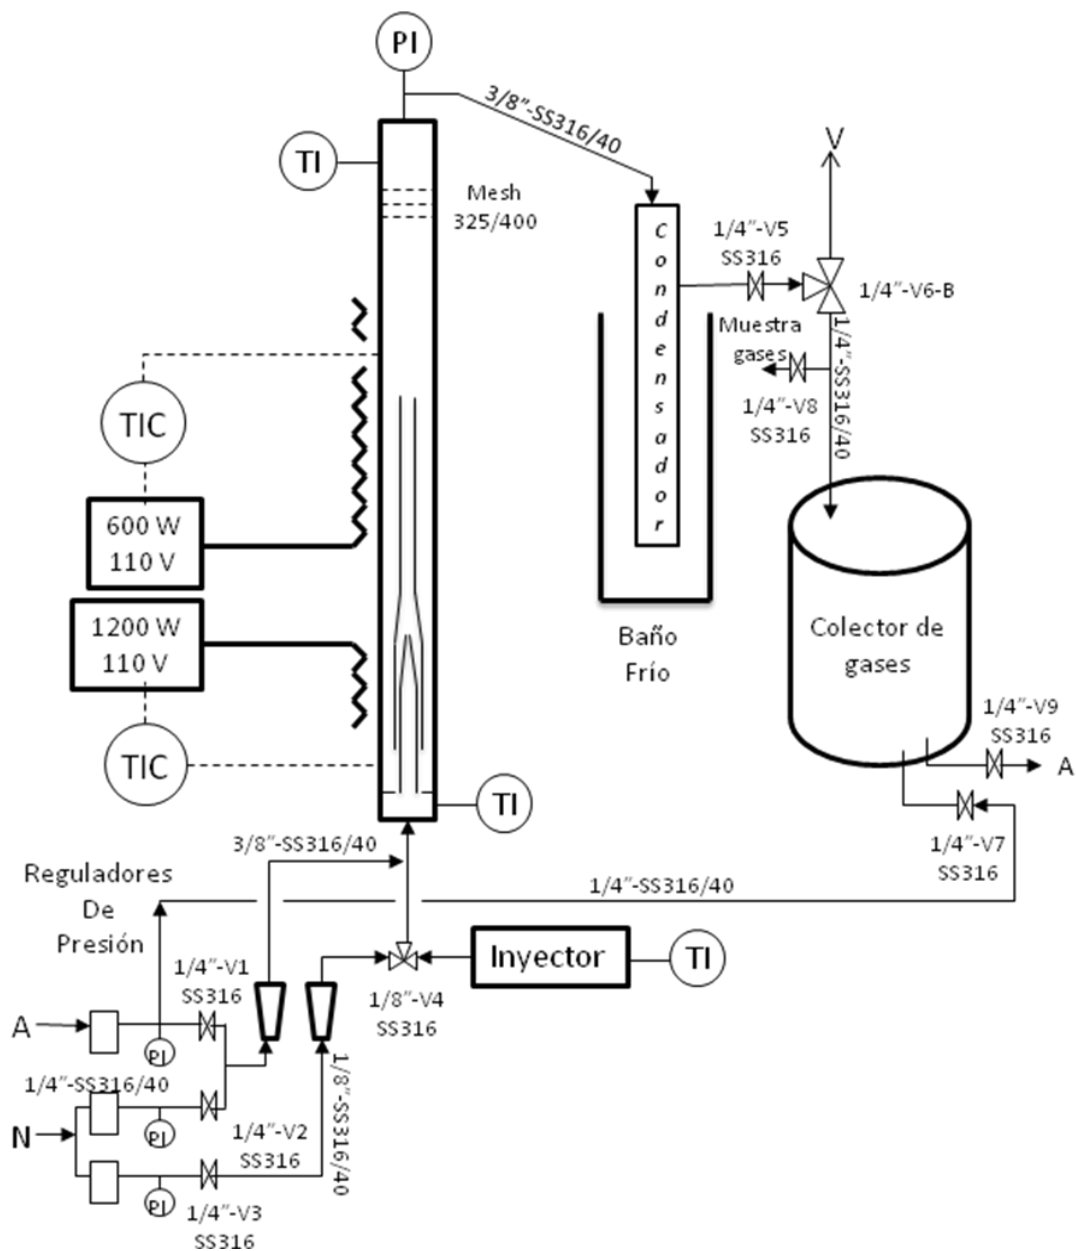 PI
3/8"-SS316/40
TI
Mesh
325/400
V
Condensador
1/4"-V5
SS316
1/4"-V6-B
Muestra
gases
1/4"-V8
SS316
1/4"-SS316/40
TIC
600 W
110 V
1200 W
110 V
TIC
Baño
Frío
Colector de
gases
1/4"-V9
SS316
A
TI
1/4"-V7
SS316
3/8"-SS316/40
1/4"-SS316/40
Reguladores
De
Presión
1/4"-V1
SS316
Inyector
TI
1/8"-V4
SS316
A
PI
1/4"-SS316/40
1/8"-SS316/40
N
PI
1/4"-V2
SS316
PI
1/4"-V3
SS316